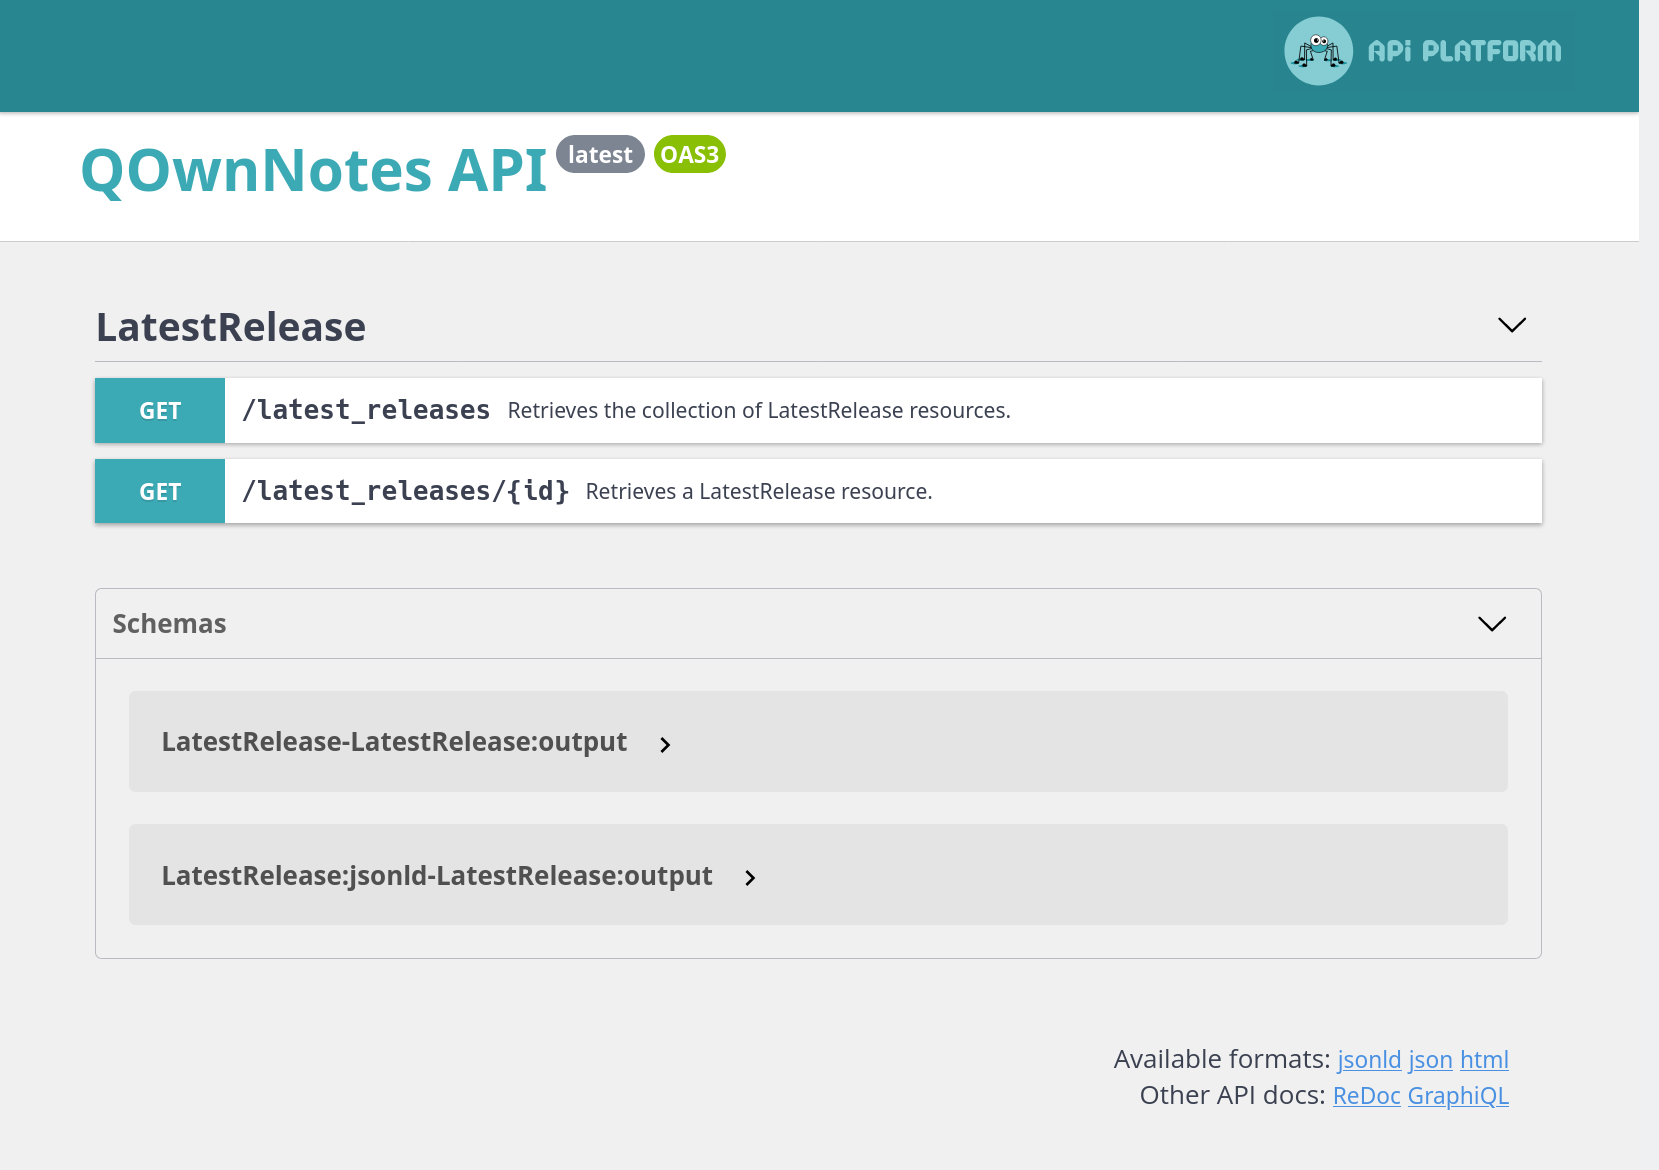 APi PLATFORM
QOwnNotes API latest OAS3
LatestRelease
GET /latest_releases Retrieves the collection of LatestRelease resources.
GET /latest_releases/{id} Retrieves a LatestRelease resource.
Schemas
LatestRelease-LatestRelease:output
LatestRelease:jsonld-LatestRelease:output
Available formats: jsonld json html
Other API docs: ReDoc GraphiQL